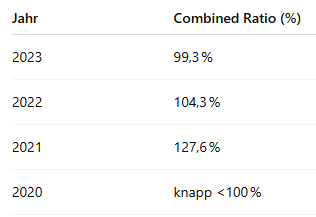 Jahr Combined Ratio (%)
2023 99,3 %
2022 104,3 %
2021 127,6 %
2020 knapp <100 %